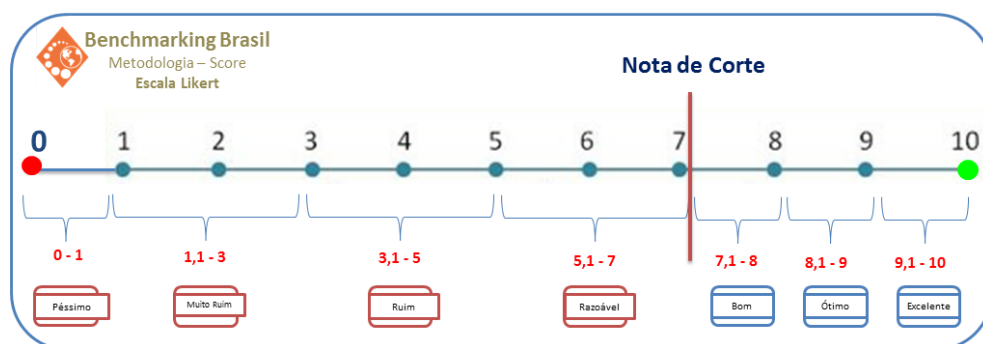 Benchmarking Brasil
Metodologia – Score
Escala Likert
Nota de Corte
0 1 2 3 4 5 6 7 8 9 10
0 - 1 1,1 - 3 3,1 - 5 5,1 - 7 7,1 - 8 8,1 - 9 9,1 - 10
Péssimo Muito Ruim Ruim Razoável Bom Ótimo Excelente